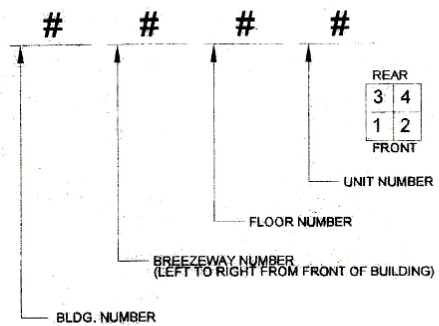 # # # #
REAR
3 4
1 2
FRONT
UNIT NUMBER
FLOOR NUMBER
BREEZEWAY NUMBER
(LEFT TO RIGHT FROM FRONT OF BUILDING)
BLDG. NUMBER